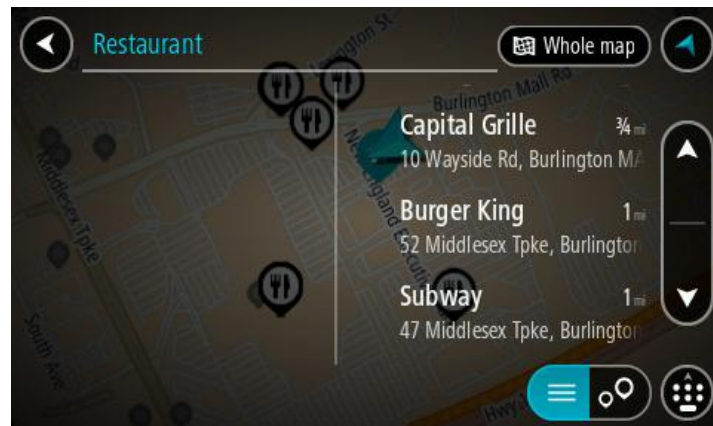 Restaurant
Whole map
Lexington St
Burlington Mall Rd
Capital Grille ¾ mi
10 Wayside Rd, Burlington MA
New England Executive
Middlesex Tpke
Burger King 1 mi
52 Middlesex Tpke, Burlington
Subway 1 mi
47 Middlesex Tpke, Burlington
South Ave
Hwy